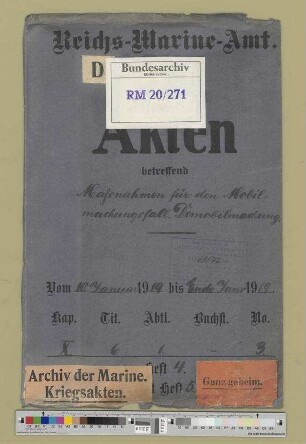 Reichs-Marine-Amt.
D
Bundesarchiv
RM 20/271
Akten
betreffend
Maßnahmen für den Mobil-
machungsfall. Demobilmachung.
Vom 10. Januar 1919 bis Ende Juni 1919.
Kap. Tit. Abtl. Buchst. No.
X 6 1 - 3
Heft 4.
Heft 5
Archiv der Marine.
Kriegsakten.
Ganz geheim.